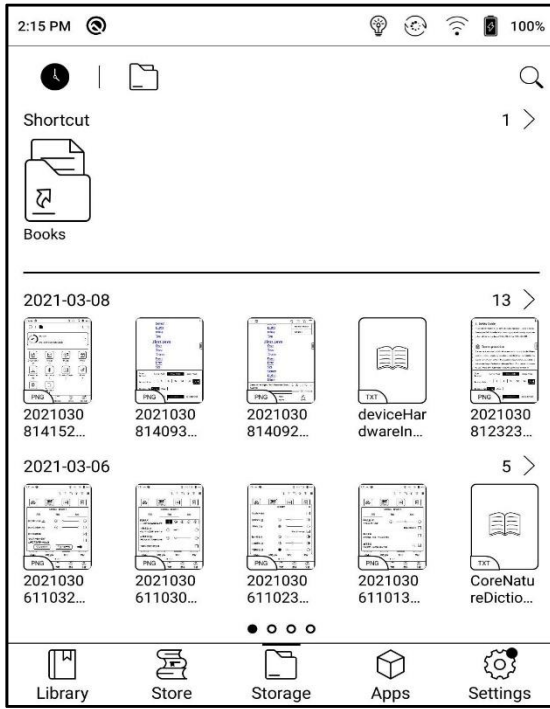 2:15 PM 100%
Shortcut 1
Books
2021-03-08 13
PNG PNG PNG TXT PNG
2021030 2021030 2021030 deviceHar 2021030
814152... 814093... 814092... dwareIn... 812323...
2021-03-06 5
PNG PNG PNG PNG TXT
2021030 2021030 2021030 2021030 CoreNatu
611032... 611030... 611023... 611013... reDictio...
Library Store Storage Apps Settings